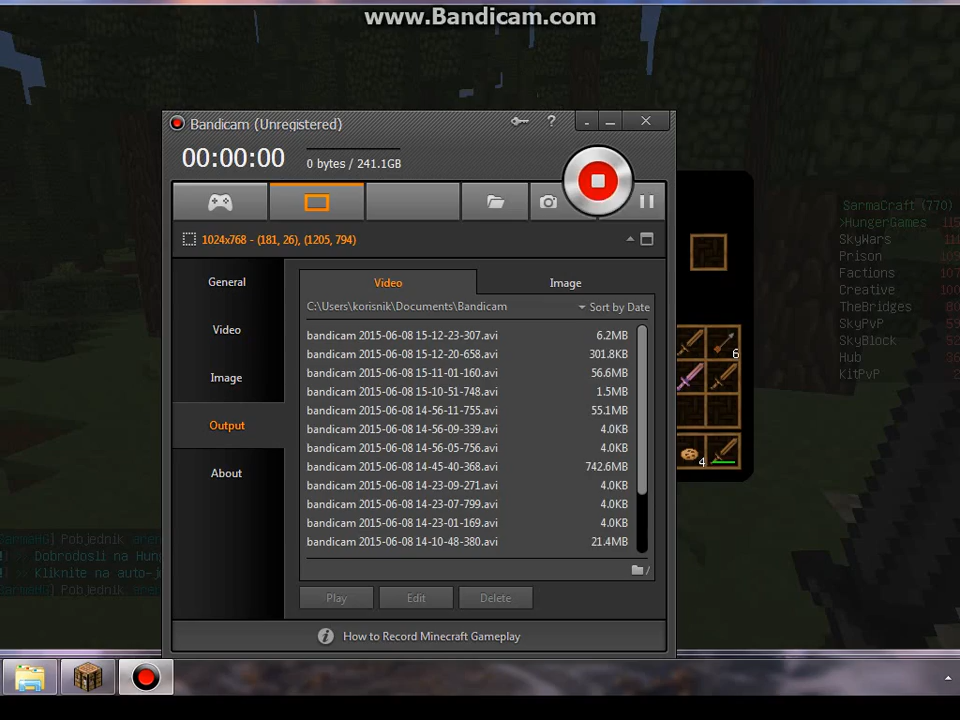 www.Bandicam.com
Bandicam (Unregistered)
?
00:00:00
0 bytes / 241.1GB
1024x768 - (181, 26), (1205, 794)
General
Video
Image
Output
About
Video
Image
C:\Users\korisnik\Documents\Bandicam
Sort by Date
bandicam 2015-06-08 15-12-23-307.avi 6.2MB
bandicam 2015-06-08 15-12-20-658.avi 301.8KB
bandicam 2015-06-08 15-11-01-160.avi 56.6MB
bandicam 2015-06-08 15-10-51-748.avi 1.5MB
bandicam 2015-06-08 14-56-11-755.avi 55.1MB
bandicam 2015-06-08 14-56-09-339.avi 4.0KB
bandicam 2015-06-08 14-56-05-756.avi 4.0KB
bandicam 2015-06-08 14-45-40-368.avi 742.6MB
bandicam 2015-06-08 14-23-09-271.avi 4.0KB
bandicam 2015-06-08 14-23-07-799.avi 4.0KB
bandicam 2015-06-08 14-23-01-169.avi 4.0KB
bandicam 2015-06-08 14-10-48-380.avi 21.4MB
/
Play
Edit
Delete
How to Record Minecraft Gameplay
SarmaCraft (770)
>HungerGames
SkyWars
Prison
Factions
Creative
TheBridges
SkyPvP
SkyBlock
Hub
KitPvP
6
4
Pobjednik
Dobrodosli na
Kliknite na
Pobjednik